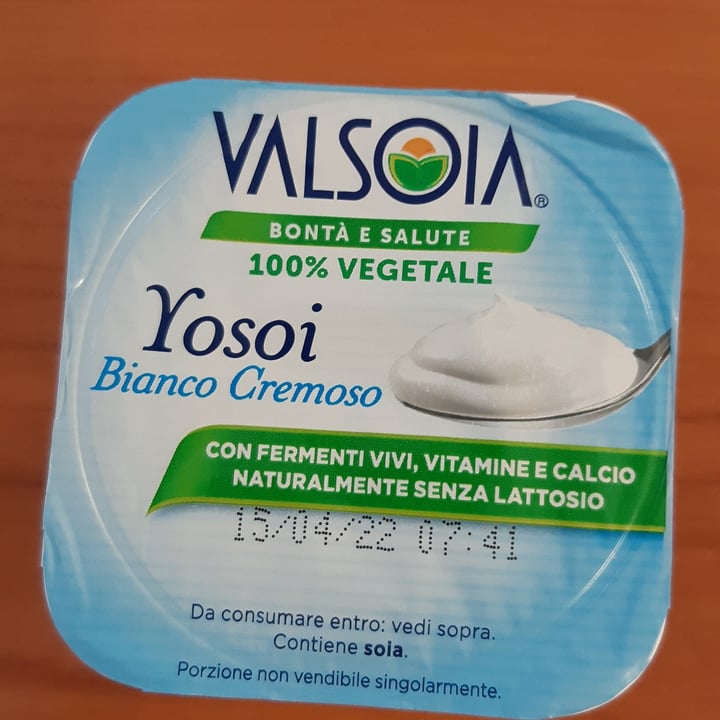 VALSOIA®
BONTÀ E SALUTE
100% VEGETALE
Yosoi
Bianco Cremoso
CON FERMENTI VIVI, VITAMINE E CALCIO
NATURALMENTE SENZA LATTOSIO
15/04/22 07:41
Da consumare entro: vedi sopra.
Contiene soia.
Porzione non vendibile singolarmente.